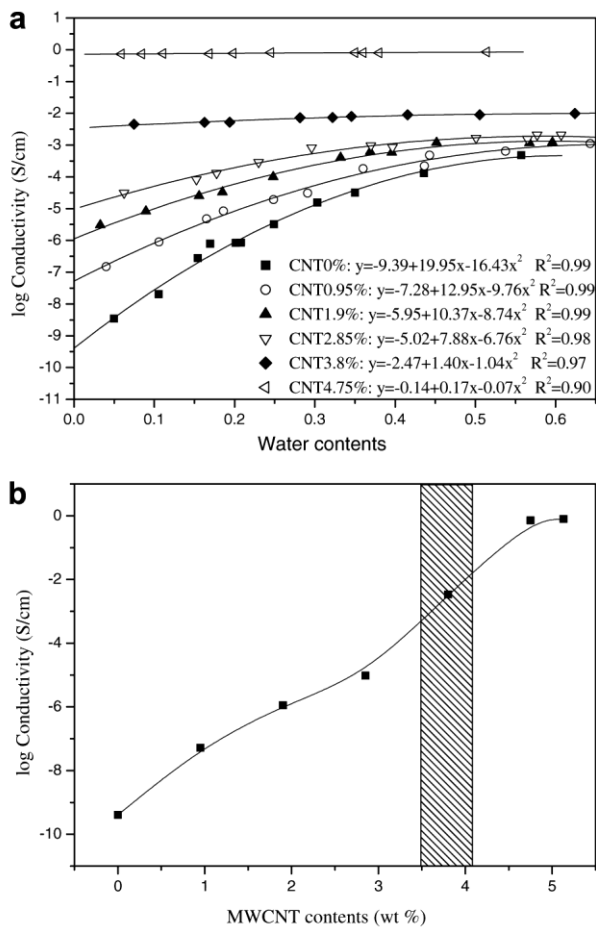 a
1
0
-1
-2
-3
-4
-5
-6
-7
-8
-9
-10
-11
log Conductivity (S/cm)
CNT0%: y=-9.39+19.95x-16.43x² R²=0.99
CNT0.95%: y=-7.28+12.95x-9.76x² R²=0.99
CNT1.9%: y=-5.95+10.37x-8.74x² R²=0.99
CNT2.85%: y=-5.02+7.88x-6.76x² R²=0.98
CNT3.8%: y=-2.47+1.40x-1.04x² R²=0.97
CNT4.75%: y=-0.14+0.17x-0.07x² R²=0.90
0.0 0.1 0.2 0.3 0.4 0.5 0.6
Water contents
b
0
-2
-4
-6
-8
-10
log Conductivity (S/cm)
0 1 2 3 4 5
MWCNT contents (wt %)